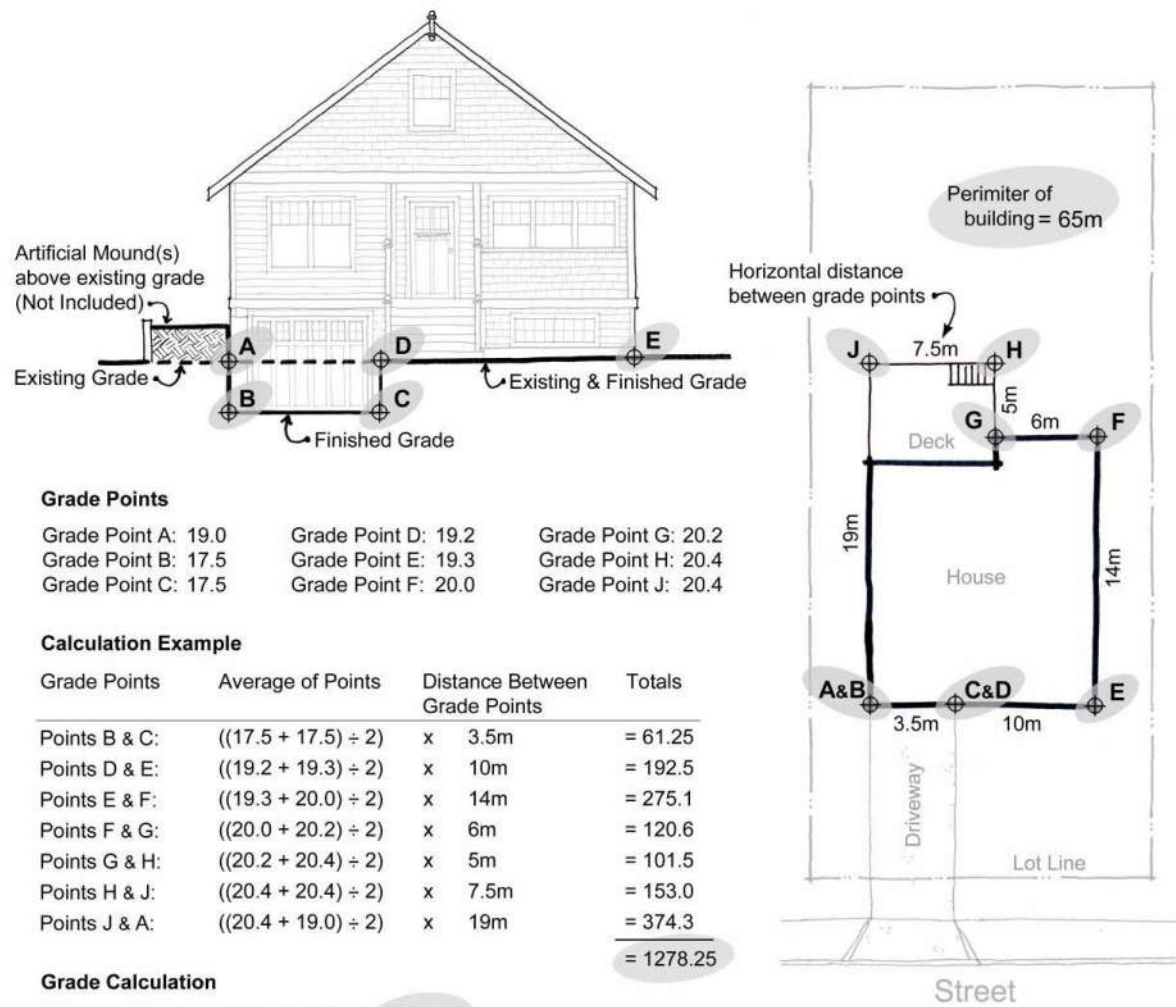 Artificial Mound(s)
above existing grade
(Not Included)
Existing Grade
A
D
E
B
C
Existing & Finished Grade
Finished Grade
Perimiter of
building = 65m
Horizontal distance
between grade points
J
7.5m
H
5m
G
6m
F
Deck
19m
House
14m
A&B
C&D
E
3.5m
10m
Driveway
Lot Line
Street
Grade Points
Grade Point A: 19.0 Grade Point D: 19.2 Grade Point G: 20.2
Grade Point B: 17.5 Grade Point E: 19.3 Grade Point H: 20.4
Grade Point C: 17.5 Grade Point F: 20.0 Grade Point J: 20.4
Calculation Example
Grade Points Average of Points Distance Between Totals
Grade Points
Points B & C: ((17.5 + 17.5) ÷ 2) x 3.5m = 61.25
Points D & E: ((19.2 + 19.3) ÷ 2) x 10m = 192.5
Points E & F: ((19.3 + 20.0) ÷ 2) x 14m = 275.1
Points F & G: ((20.0 + 20.2) ÷ 2) x 6m = 120.6
Points G & H: ((20.2 + 20.4) ÷ 2) x 5m = 101.5
Points H & J: ((20.4 + 20.4) ÷ 2) x 7.5m = 153.0
Points J & A: ((20.4 + 19.0) ÷ 2) x 19m = 374.3
= 1278.25
Grade Calculation